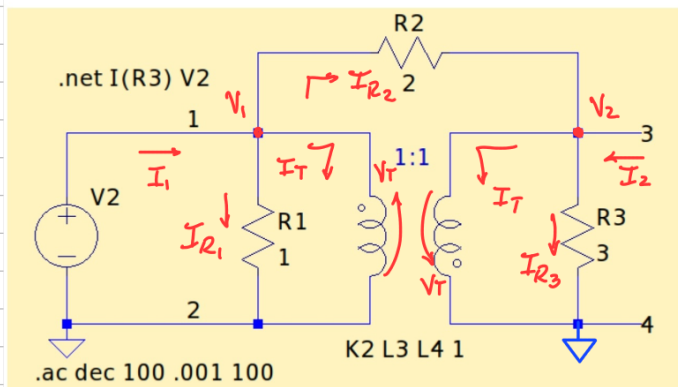 R2
.net I(R3) V2
2
I_R2
V1
V2
1
3
I1
IT
VT
1:1
IT
I2
V2
R1
1
IR1
R3
3
IR3
VT
2
4
K2 L3 L4 1
.ac dec 100 .001 100